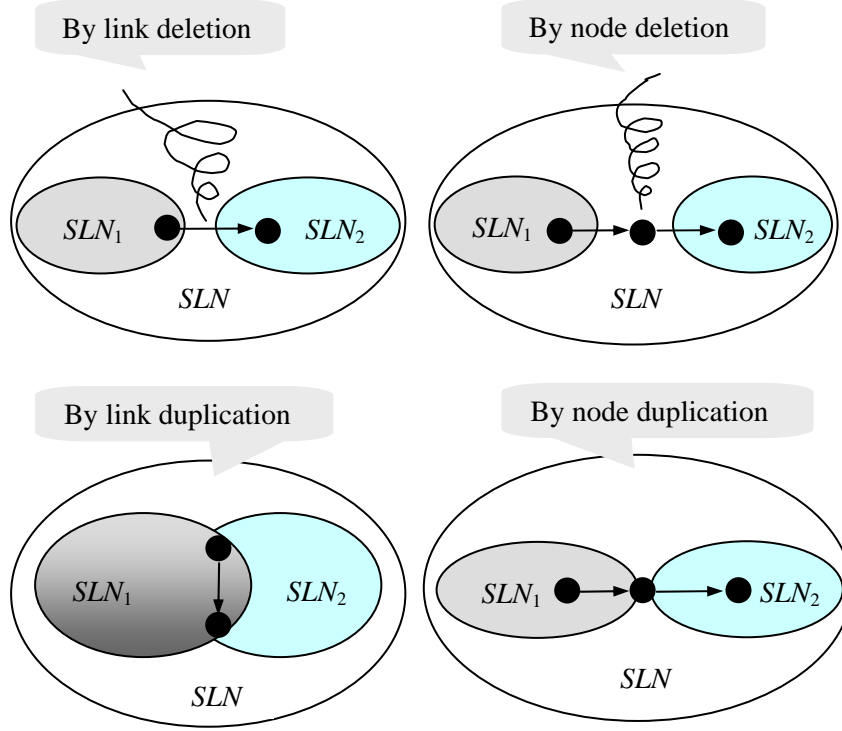 By link deletion
By node deletion
SLN₁
SLN₂
SLN
SLN₁
SLN₂
SLN
By link duplication
By node duplication
SLN₁
SLN₂
SLN
SLN₁
SLN₂
SLN